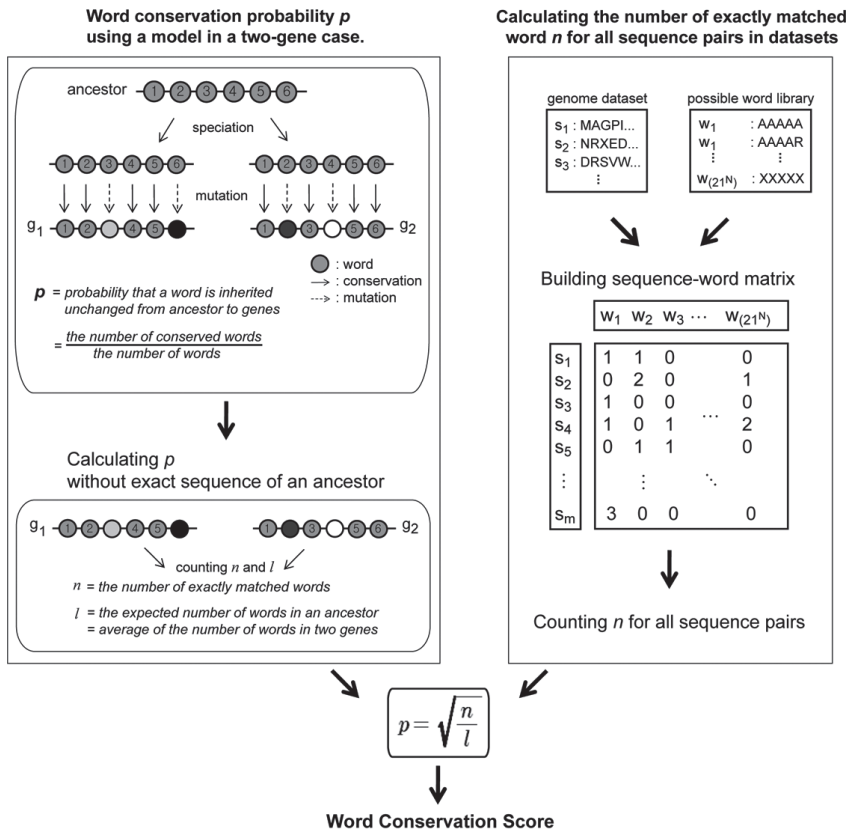 Word conservation probability p
using a model in a two-gene case.
ancestor 1 2 3 4 5 6
speciation
1 2 3 4 5 6 1 2 3 4 5 6
mutation
g1 1 2 4 5 1 3 5 6 g2
: word
: conservation
: mutation
p = probability that a word is inherited
unchanged from ancestor to genes
= the number of conserved words
the number of words
Calculating p
without exact sequence of an ancestor
g1 1 2 4 5 1 3 5 6 g2
counting n and l
n = the number of exactly matched words
l = the expected number of words in an ancestor
= average of the number of words in two genes
Calculating the number of exactly matched
word n for all sequence pairs in datasets
genome dataset
s1 : MAGPI...
s2 : NRXED...
s3 : DRSVW...
⋮
possible word library
w1 : AAAAA
w1 : AAAAR
⋮ ⋮
w(21^N) : XXXXX
Building sequence-word matrix
w1 w2 w3 ... w(21^N)
s1 1 1 0 0
s2 0 2 0 1
s3 1 0 0 0
s4 1 0 1 ... 2
s5 0 1 1 0
⋮ ⋮ ⋱
sm 3 0 0 0
Counting n for all sequence pairs
p = √(n/l)
Word Conservation Score